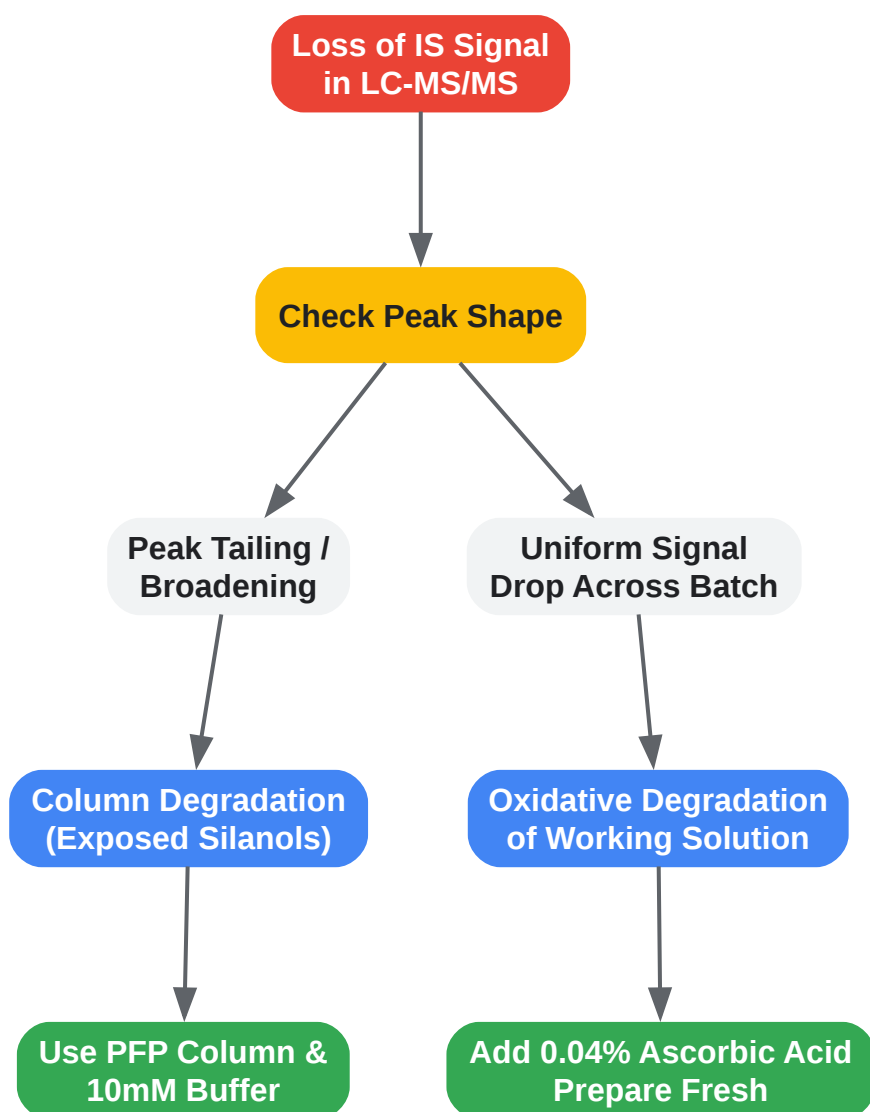 Loss of IS Signal
in LC-MS/MS
Check Peak Shape
Peak Tailing /
Broadening
Uniform Signal
Drop Across Batch
Column Degradation
(Exposed Silanols)
Oxidative Degradation
of Working Solution
Use PFP Column &
10mM Buffer
Add 0.04% Ascorbic Acid
Prepare Fresh